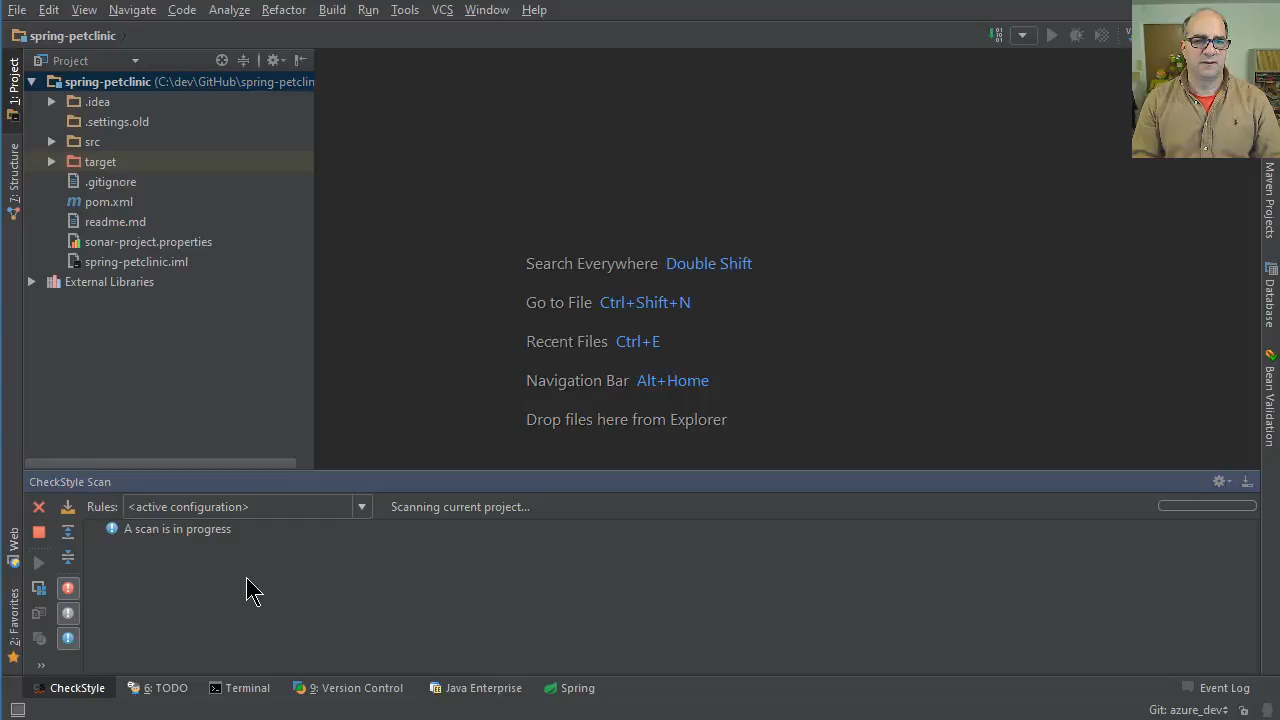 File Edit View Navigate Code Analyze Refactor Build Run Tools VCS Window Help
spring-petclinic
1: Project
Project
spring-petclinic (C:\dev\GitHub\spring-petclin
.idea
.settings.old
src
target
.gitignore
pom.xml
readme.md
sonar-project.properties
spring-petclinic.iml
External Libraries
7: Structure
Search Everywhere Double Shift
Go to File Ctrl+Shift+N
Recent Files Ctrl+E
Navigation Bar Alt+Home
Drop files here from Explorer
Maven Projects
Database
Bean Validation
CheckStyle Scan
Rules: <active configuration> Scanning current project...
A scan is in progress
Web
2: Favorites
CheckStyle 6: TODO Terminal 9: Version Control Java Enterprise Spring Event Log
Git: azure_dev